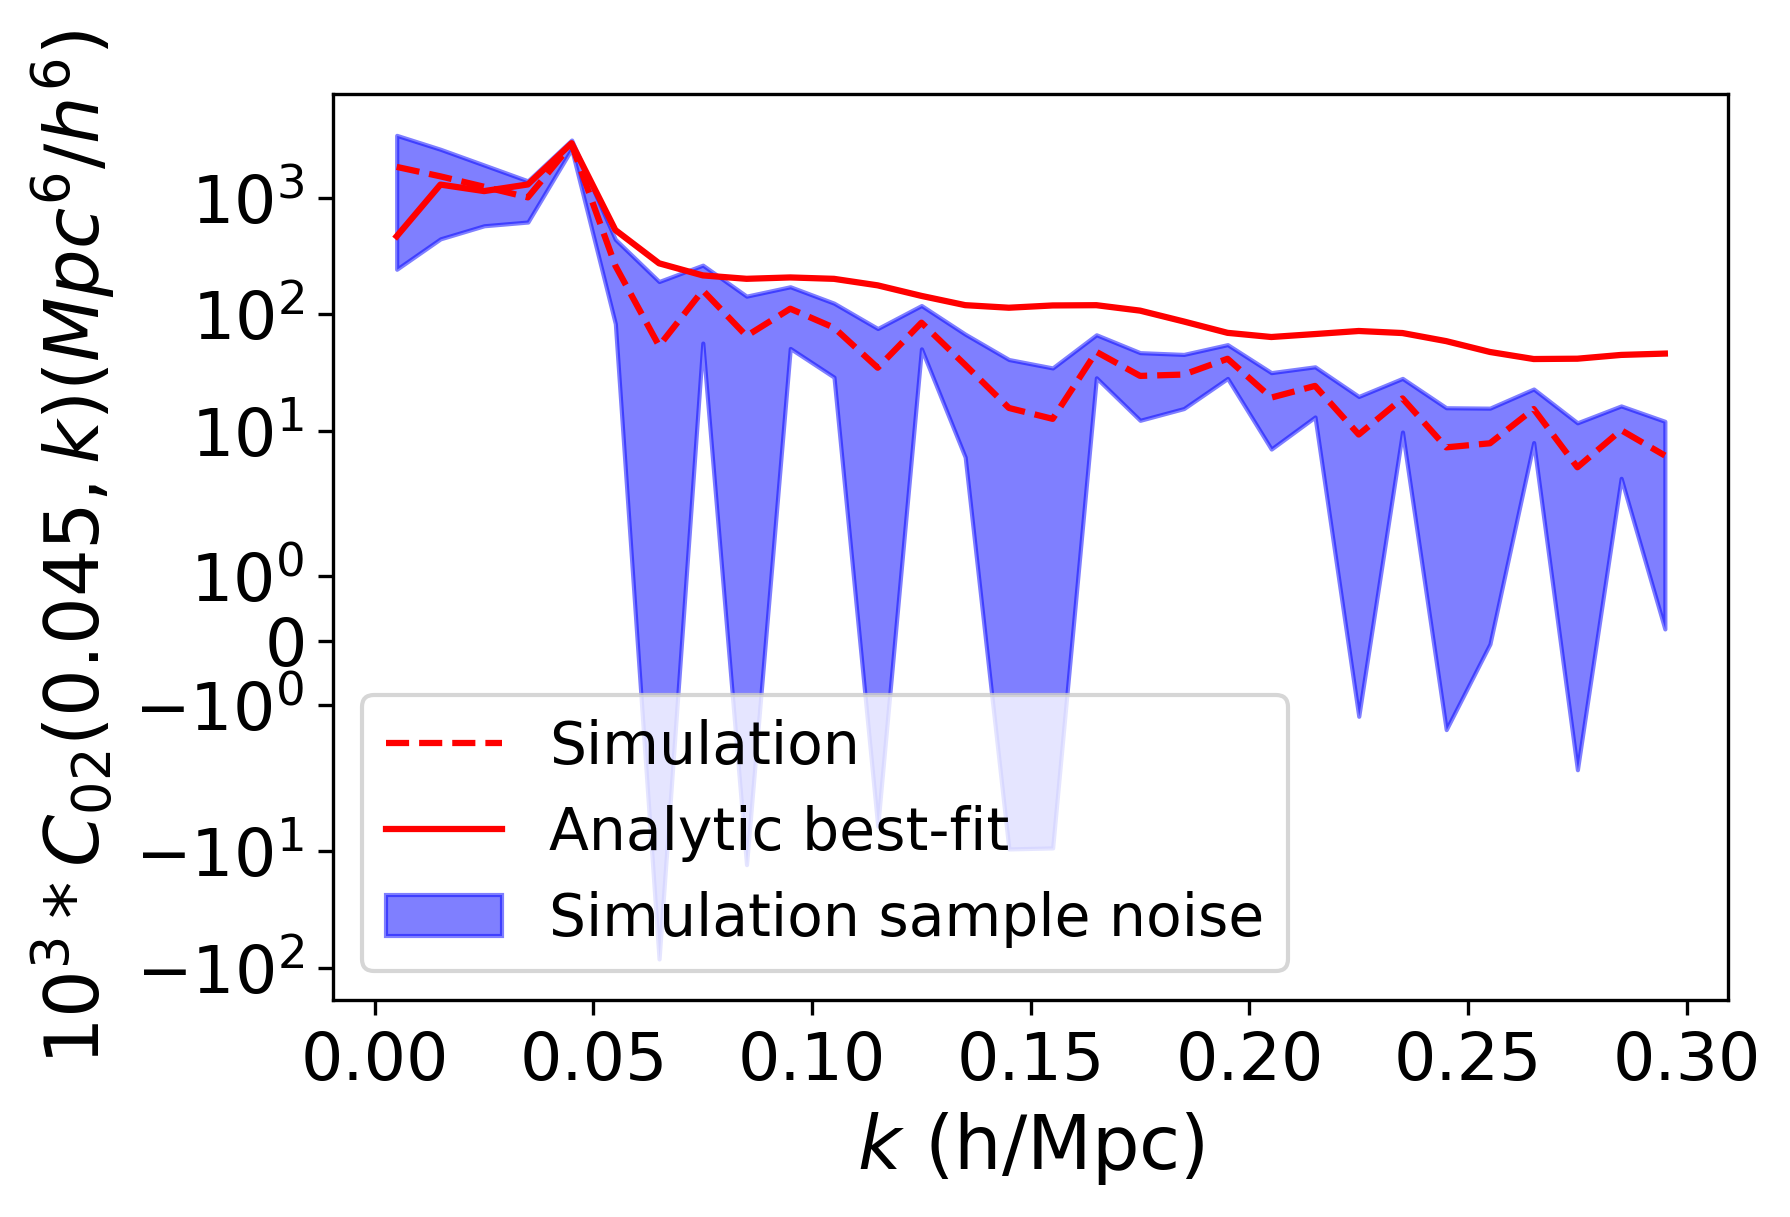 10³ * C₀₂(0.045, k)(Mpc⁶/h⁶)
10³
10²
10¹
10⁰
0
−10⁰
−10¹
−10²
Simulation
Analytic best-fit
Simulation sample noise
0.00 0.05 0.10 0.15 0.20 0.25 0.30
k (h/Mpc)